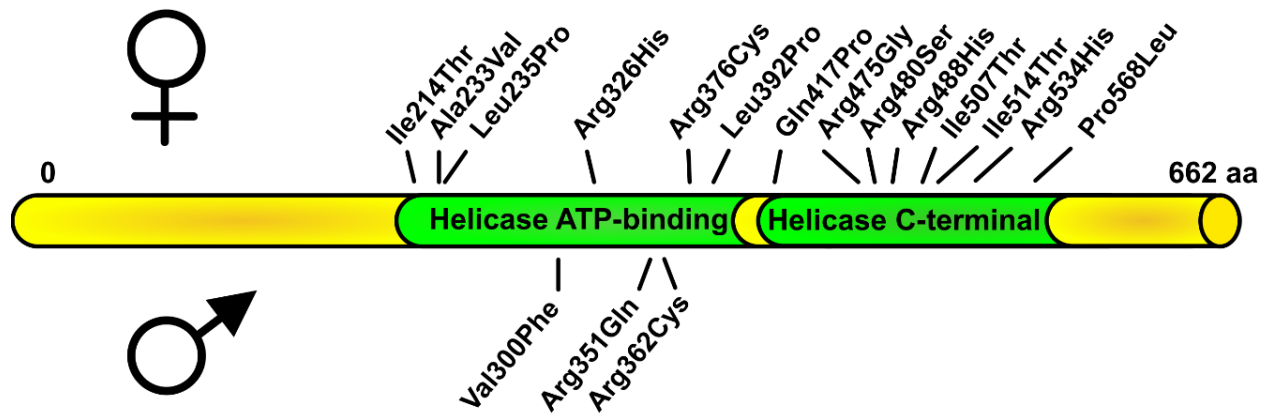 Ile214Thr
Ala233Val
Leu235Pro
Arg326His
Arg376Cys
Leu392Pro
Gln417Pro
Arg475Gly
Arg480Ser
Arg488His
Ile507Thr
Ile514Thr
Arg534His
Pro568Leu
0
662 aa
Helicase ATP-binding
Helicase C-terminal
Val300Phe
Arg351Gln
Arg362Cys